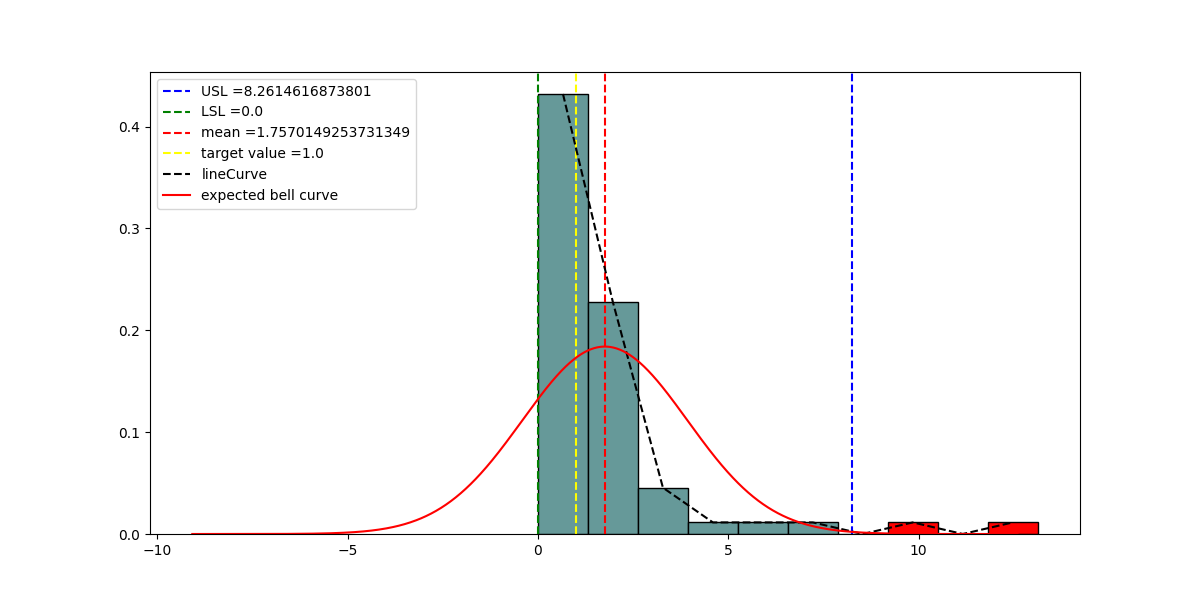 USL =8.2614616873801
LSL =0.0
mean =1.7570149253731349
target value =1.0
lineCurve
expected bell curve
0.4
0.3
0.2
0.1
0.0
−10 −5 0 5 10